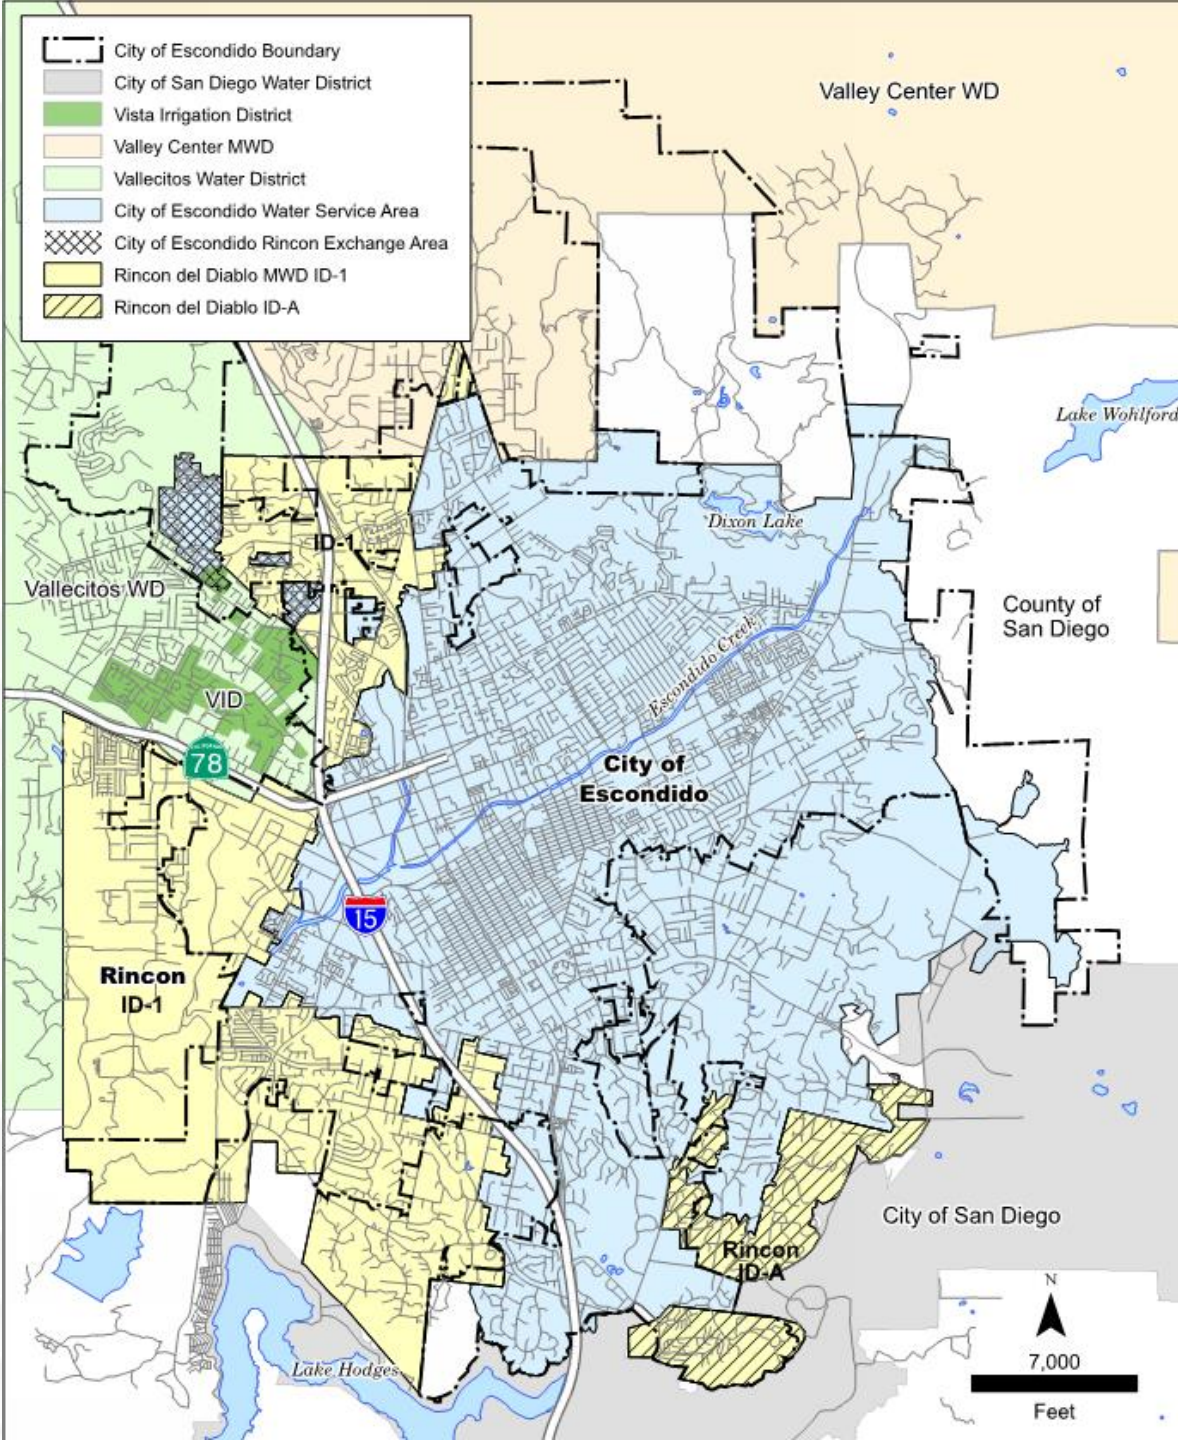 City of Escondido Boundary
City of San Diego Water District
Vista Irrigation District
Valley Center MWD
Vallecitos Water District
City of Escondido Water Service Area
City of Escondido Rincon Exchange Area
Rincon del Diablo MWD ID-1
Rincon del Diablo ID-A
Valley Center WD
Lake Wohlford
Dixon Lake
ID-1
Vallecitos WD
County of
San Diego
Escondido Creek
VID
78
City of
Escondido
15
Rincon
ID-1
City of San Diego
Rincon
ID-A
N
7,000
Feet
Lake Hodges